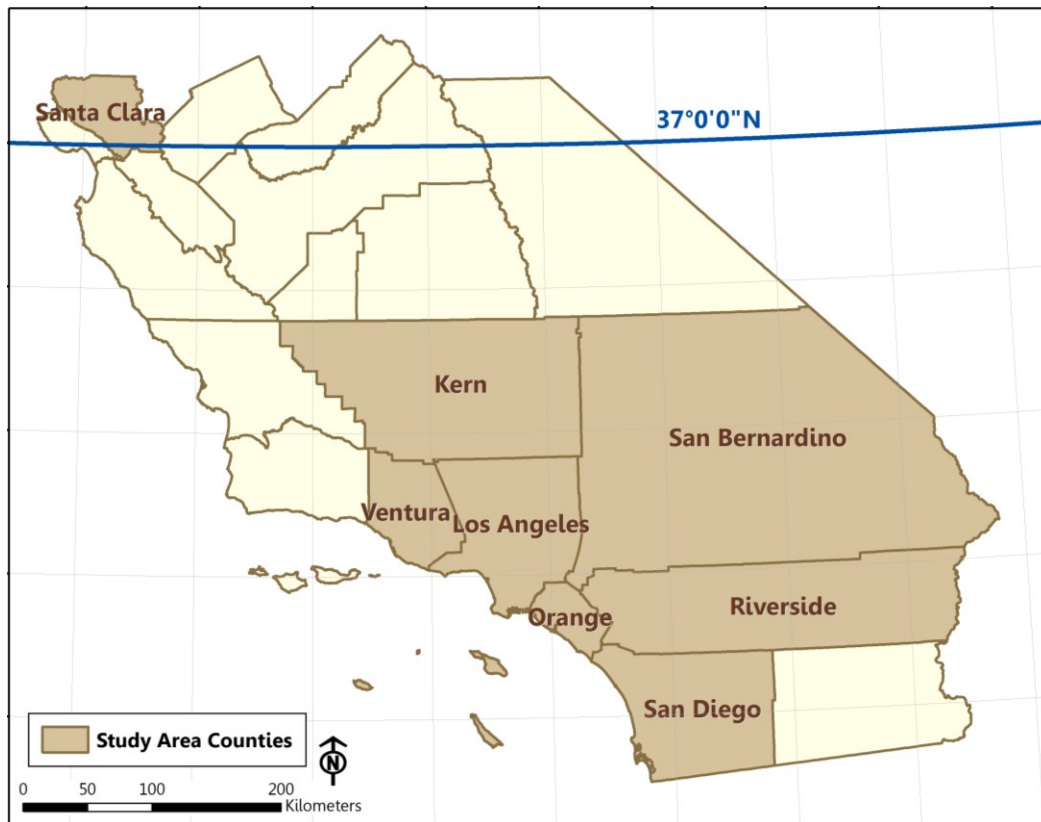 Santa Clara
37°0'0"N
Kern
San Bernardino
Ventura
Los Angeles
Orange
Riverside
San Diego
Study Area Counties
N
0 50 100 200
Kilometers